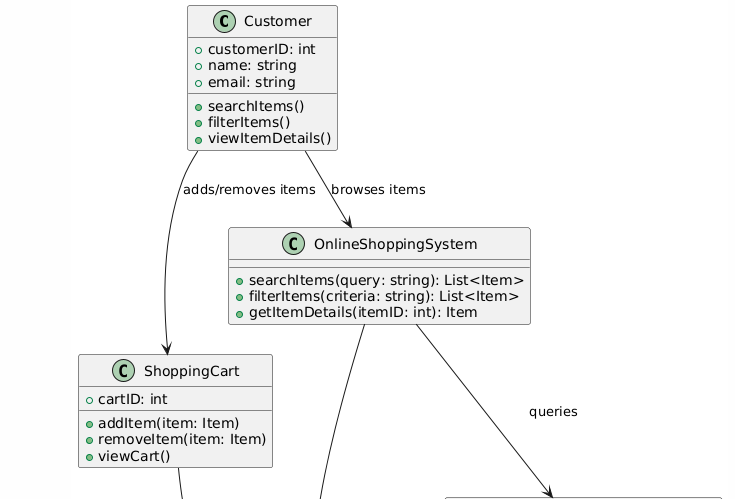 C Customer
customerID: int
name: string
email: string
searchItems()
filterItems()
viewItemDetails()
adds/removes items
browses items
C OnlineShoppingSystem
searchItems(query: string): List<Item>
filterItems(criteria: string): List<Item>
getItemDetails(itemID: int): Item
C ShoppingCart
cartID: int
addItem(item: Item)
removeItem(item: Item)
viewCart()
queries